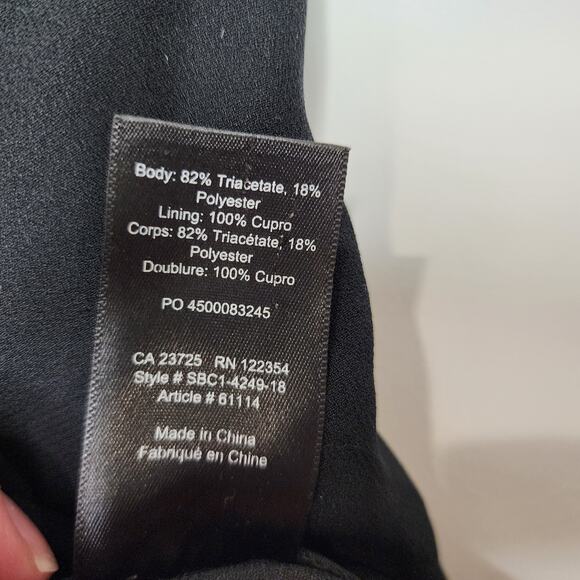 Body: 82% Triacetate, 18%
Polyester
Lining: 100% Cupro
Corps: 82% Triacétate, 18%
Polyester
Doublure: 100% Cupro
PO 4500083245
CA 23725 RN 122354
Style # SBC1-4249-18
Article # 61114
Made in China
Fabriqué en Chine